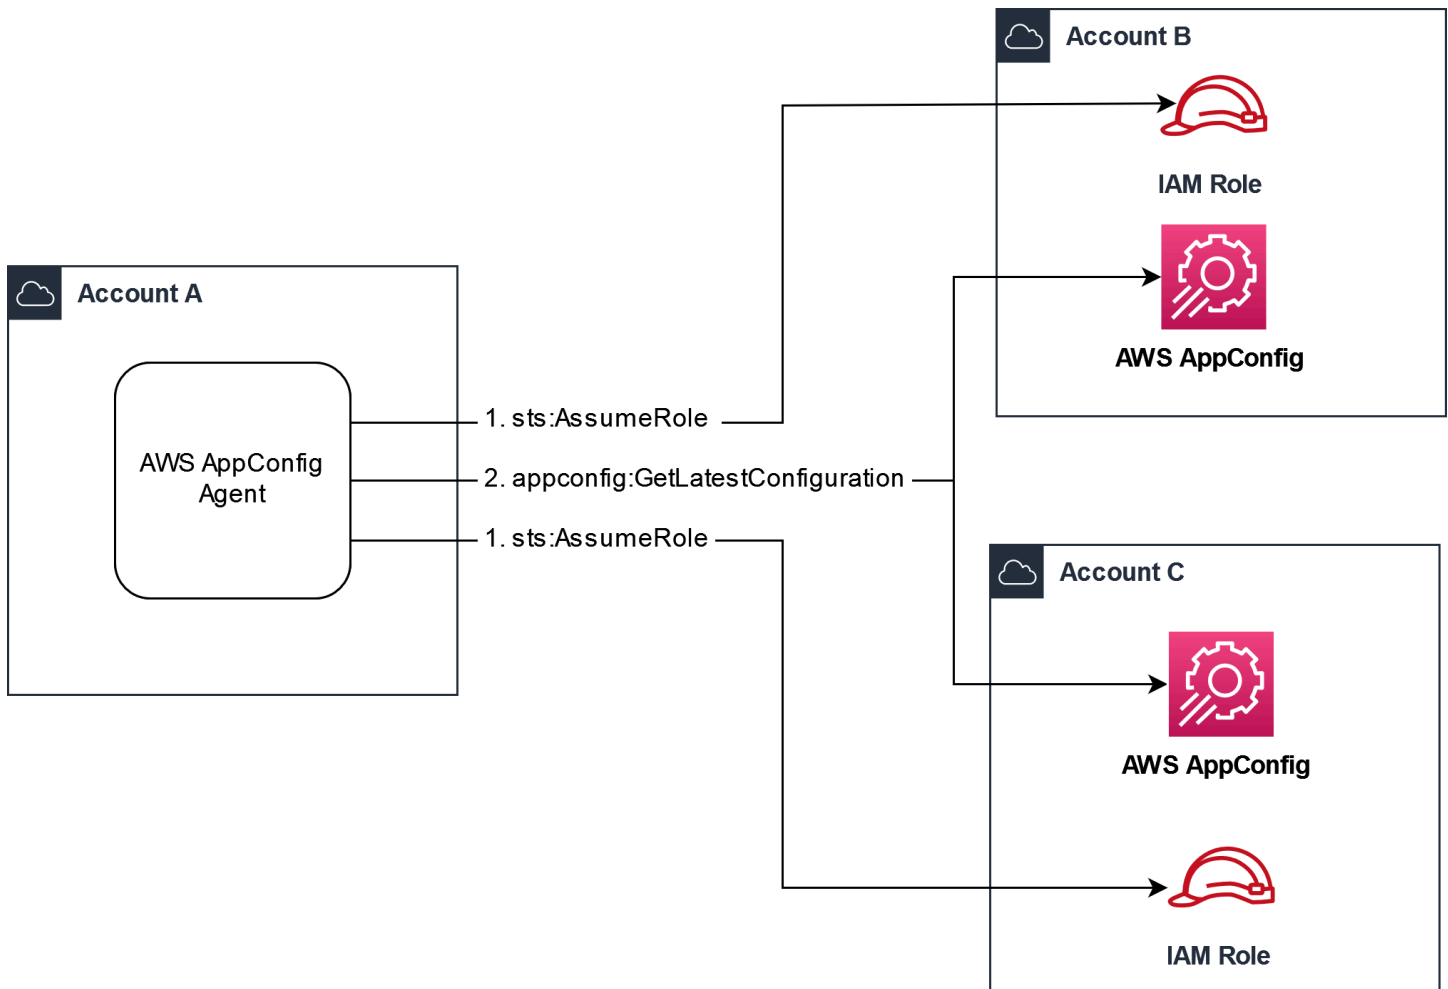 Account A
AWS AppConfig
Agent
1. sts:AssumeRole
2. appconfig:GetLatestConfiguration
1. sts:AssumeRole
Account B
IAM Role
AWS AppConfig
Account C
AWS AppConfig
IAM Role